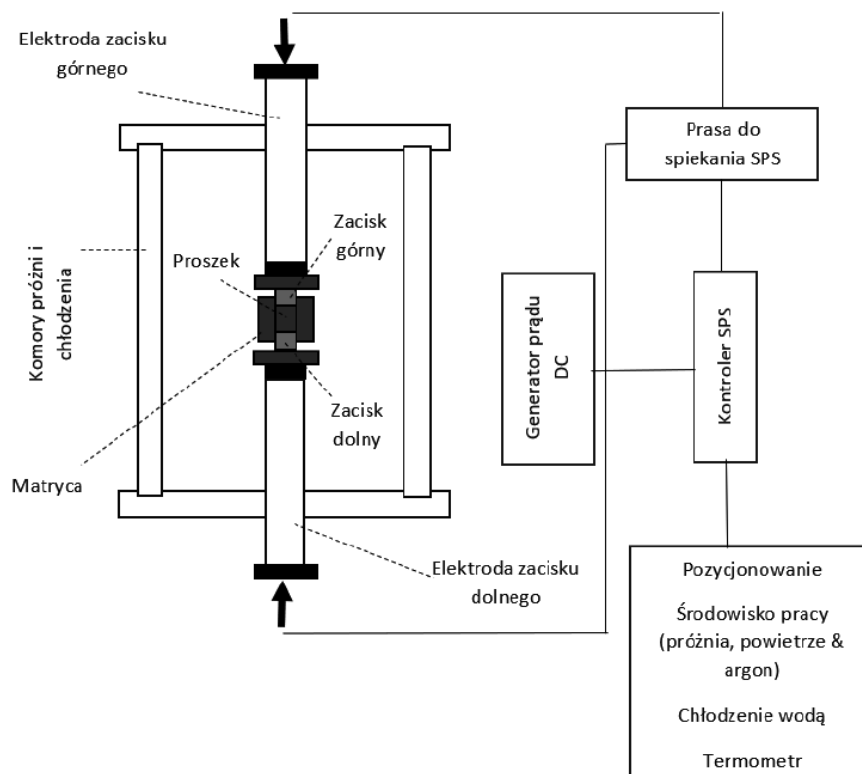 Elektroda zacisku
górnego
Prasa do
spiekania SPS
Zacisk
górny
Proszek
Komory próżni i
chłodzenia
Generator prądu
DC
Kontroler SPS
Zacisk
dolny
Matryca
Elektroda zacisku
dolnego
Pozycjonowanie
Środowisko pracy
(próżnia, powietrze &
argon)
Chłodzenie wodą
Termometr